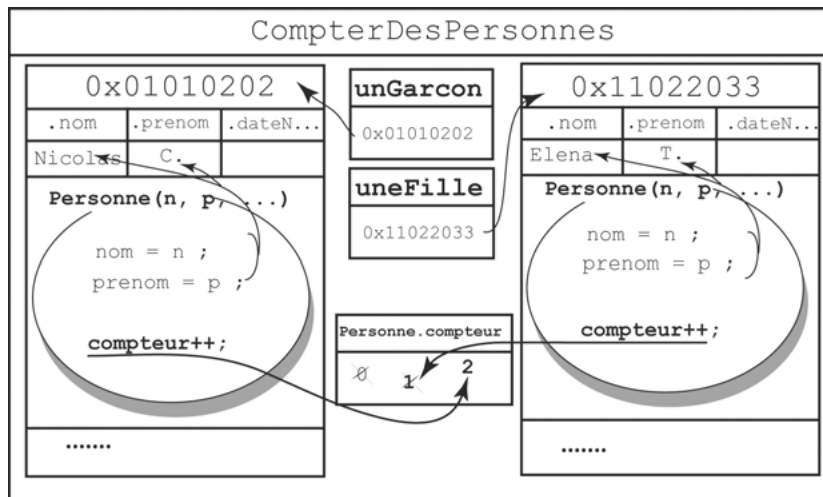 CompterDesPersonnes
0x01010202
.nom .prenom .dateN...
Nicolas C.
Personne(n, p, ...)
nom = n ;
prenom = p ;
compteur++;
.......
unGarcon
0x01010202
uneFille
0x11022033
Personne.compteur
0 1 2
0x11022033
.nom .prenom .dateN...
Elena T.
Personne(n, p, ...)
nom = n ;
prenom = p ;
compteur++;
.......